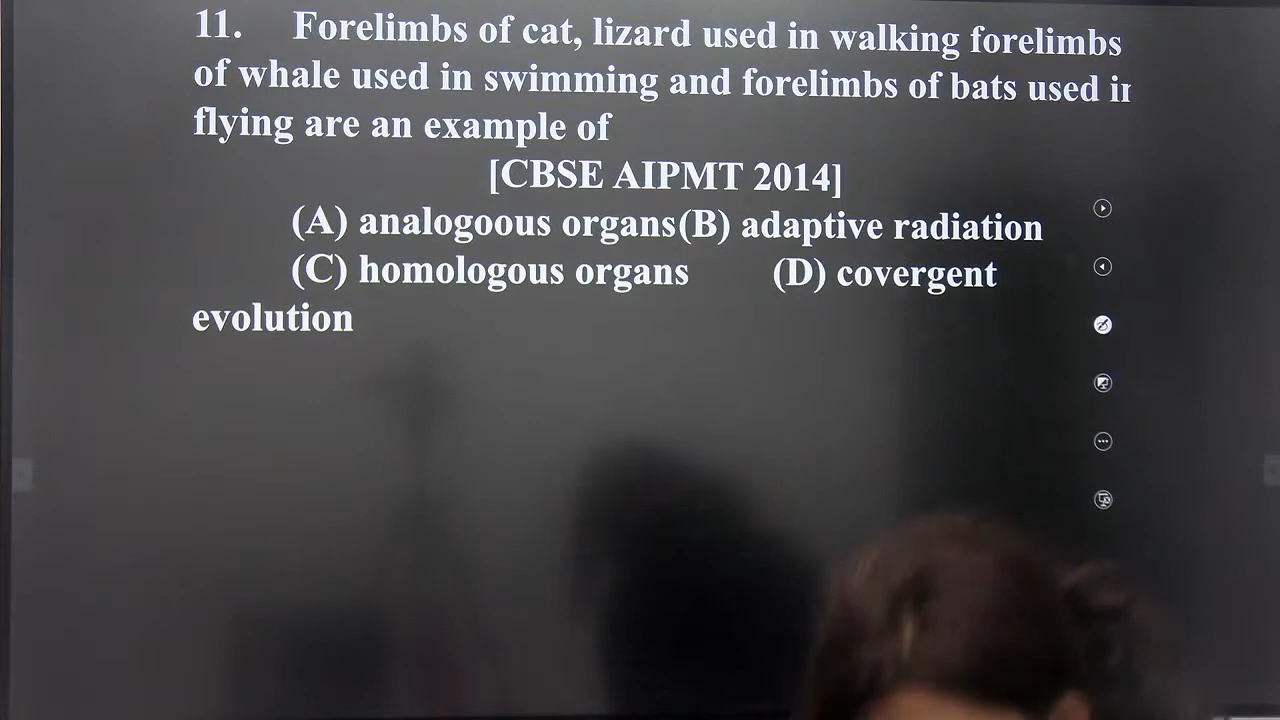 11. Forelimbs of cat, lizard used in walking forelimbs
of whale used in swimming and forelimbs of bats used in
flying are an example of
[CBSE AIPMT 2014]
(A) analogoous organs(B) adaptive radiation
(C) homologous organs (D) covergent
evolution